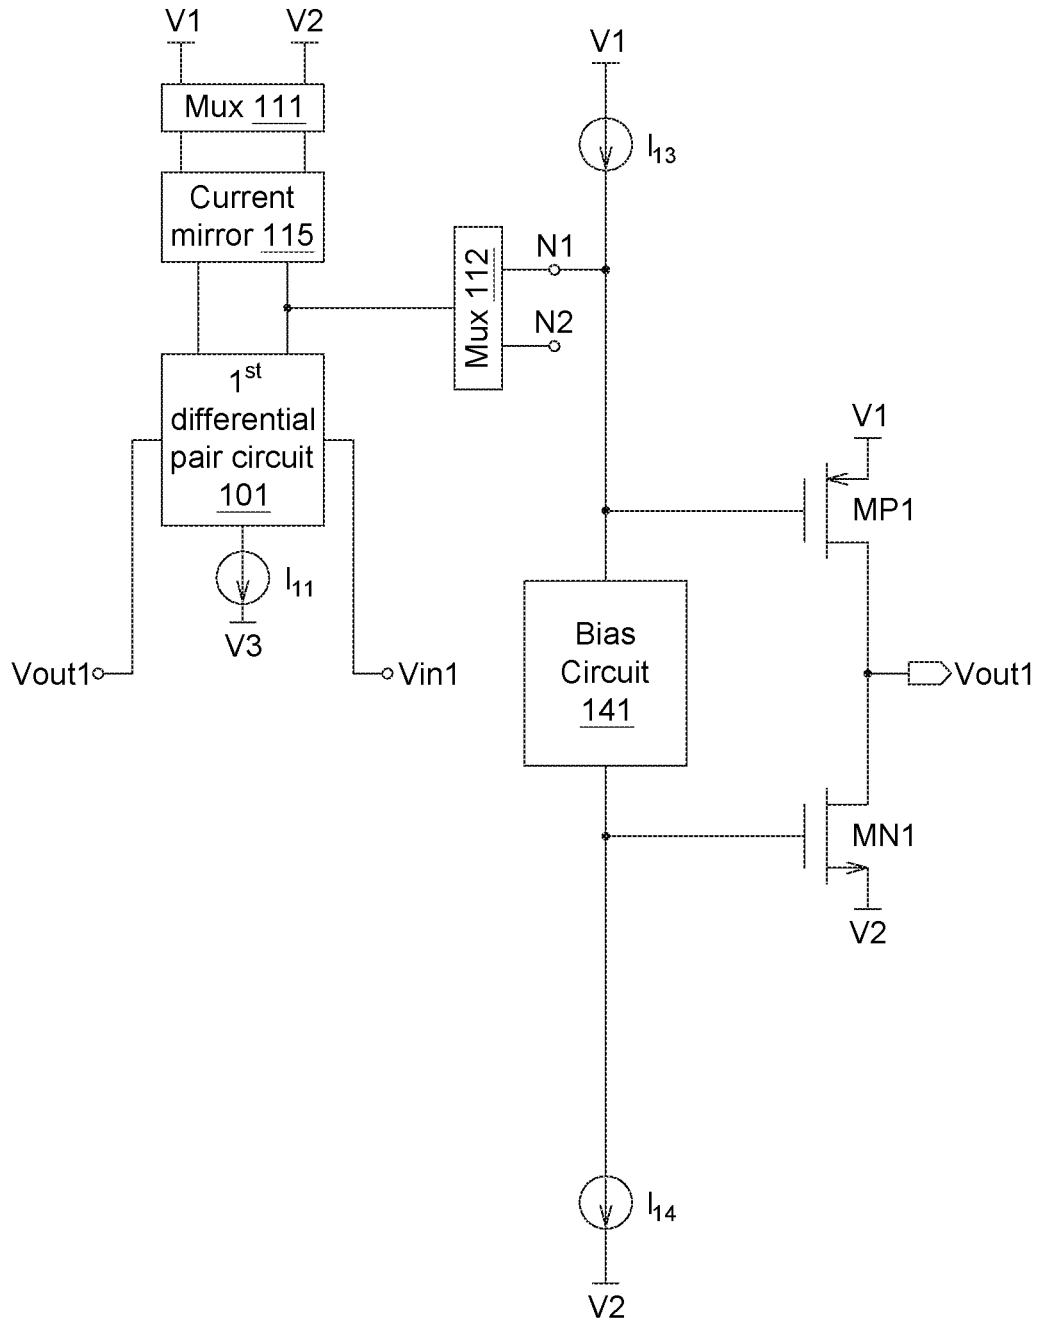 V1
V2
Mux 111
Current
mirror 115
1st
differential
pair circuit
101
I11
V3
Vout1
Vin1
Mux 112
N1
N2
V1
I13
Bias
Circuit
141
V1
MP1
Vout1
MN1
V2
I14
V2